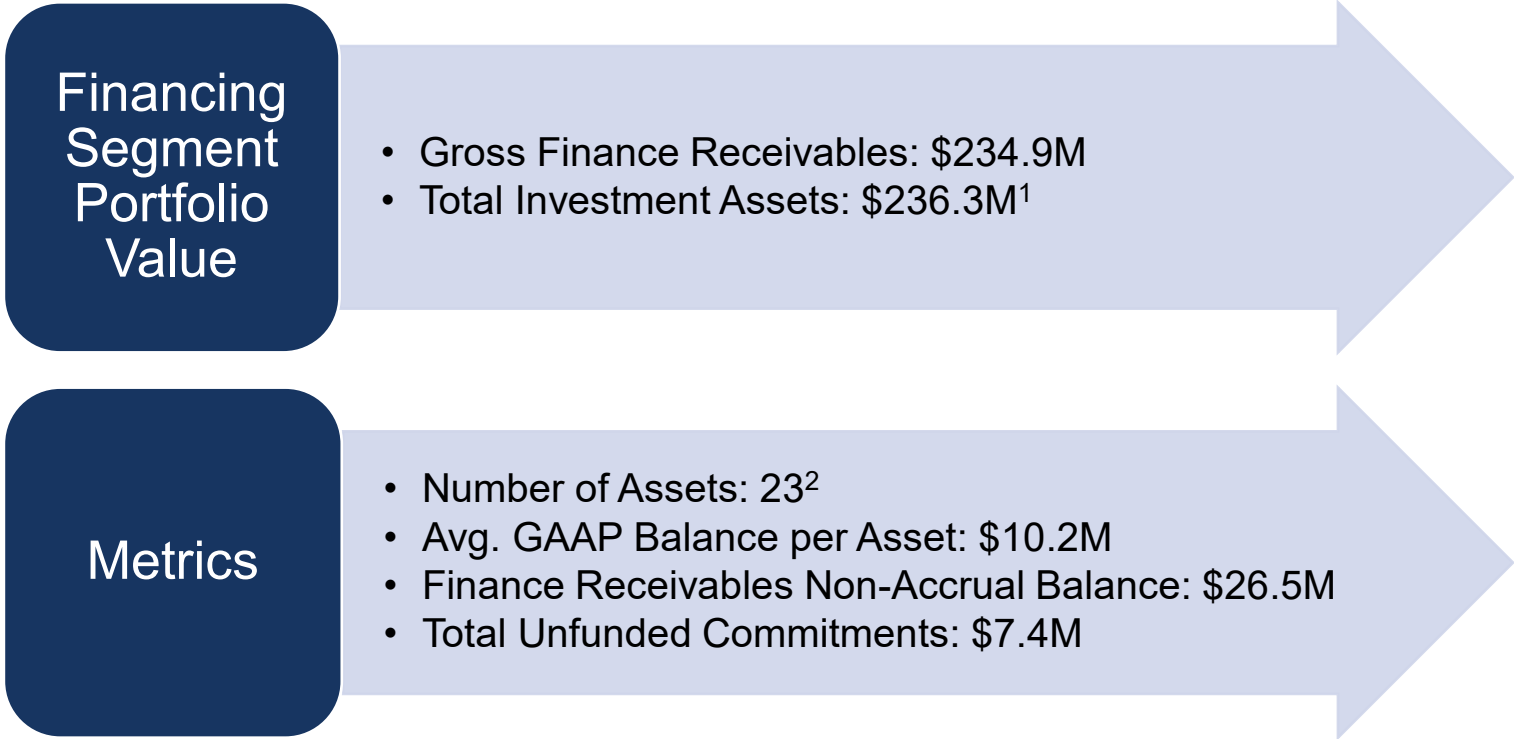 Financing
Segment
Portfolio
Value
• Gross Finance Receivables: $234.9M
• Total Investment Assets: $236.3M¹
Metrics
• Number of Assets: 23²
• Avg. GAAP Balance per Asset: $10.2M
• Finance Receivables Non-Accrual Balance: $26.5M
• Total Unfunded Commitments: $7.4M